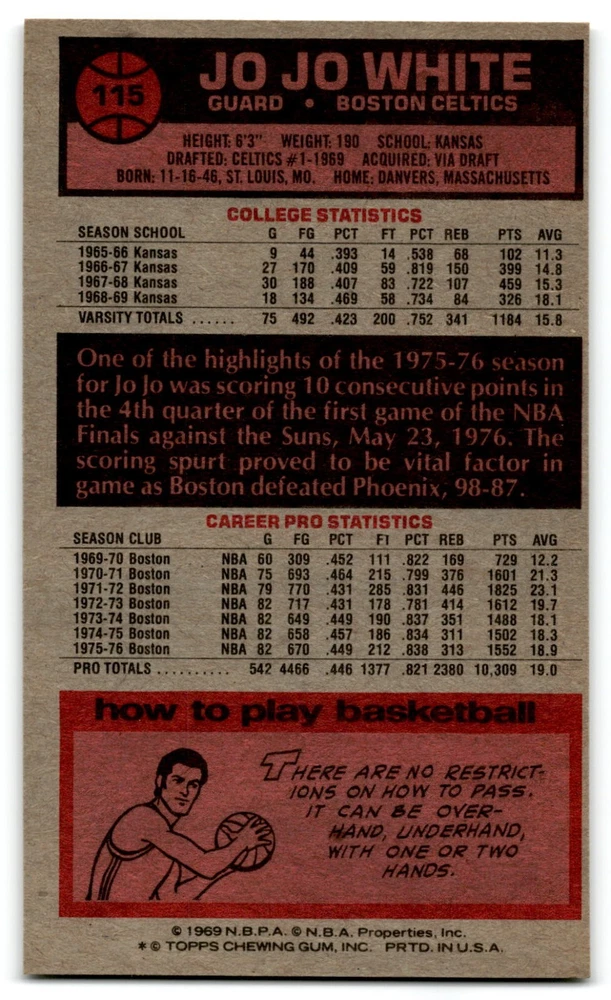 115
JO JO WHITE
GUARD • BOSTON CELTICS
HEIGHT: 6'3" WEIGHT: 190 SCHOOL: KANSAS
DRAFTED: CELTICS #1-1969 ACQUIRED: VIA DRAFT
BORN: 11-16-46, ST. LOUIS, MO. HOME: DANVERS, MASSACHUSETTS
COLLEGE STATISTICS
SEASON SCHOOL G FG PCT FT PCT REB PTS AVG
1965-66 Kansas 9 44 .393 14 .538 68 102 11.3
1966-67 Kansas 27 170 .409 59 .819 150 399 14.8
1967-68 Kansas 30 188 .407 83 .722 107 459 15.3
1968-69 Kansas 18 134 .469 58 .734 84 326 18.1
VARSITY TOTALS ...... 75 492 .423 200 .752 341 1184 15.8
One of the highlights of the 1975-76 season
for Jo Jo was scoring 10 consecutive points in
the 4th quarter of the first game of the NBA
Finals against the Suns, May 23, 1976. The
scoring spurt proved to be vital factor in
game as Boston defeated Phoenix, 98-87.
CAREER PRO STATISTICS
SEASON CLUB G FG PCT FT PCT REB PTS AVG
1969-70 Boston NBA 60 309 .452 111 .822 169 729 12.2
1970-71 Boston NBA 75 693 .464 215 .799 376 1601 21.3
1971-72 Boston NBA 79 770 .431 285 .831 446 1825 23.1
1972-73 Boston NBA 82 717 .431 178 .781 414 1612 19.7
1973-74 Boston NBA 82 649 .449 190 .837 351 1488 18.1
1974-75 Boston NBA 82 658 .457 186 .834 311 1502 18.3
1975-76 Boston NBA 82 670 .449 212 .838 313 1552 18.9
PRO TOTALS .......... 542 4466 .446 1377 .821 2380 10,309 19.0
how to play basketball
THERE ARE NO RESTRICT-
IONS ON HOW TO PASS.
IT CAN BE OVER-
HAND, UNDERHAND,
WITH ONE OR TWO
HANDS.
© 1969 N.B.P.A. © N.B.A. Properties, Inc.
* © TOPPS CHEWING GUM, INC. PRTD. IN U.S.A.